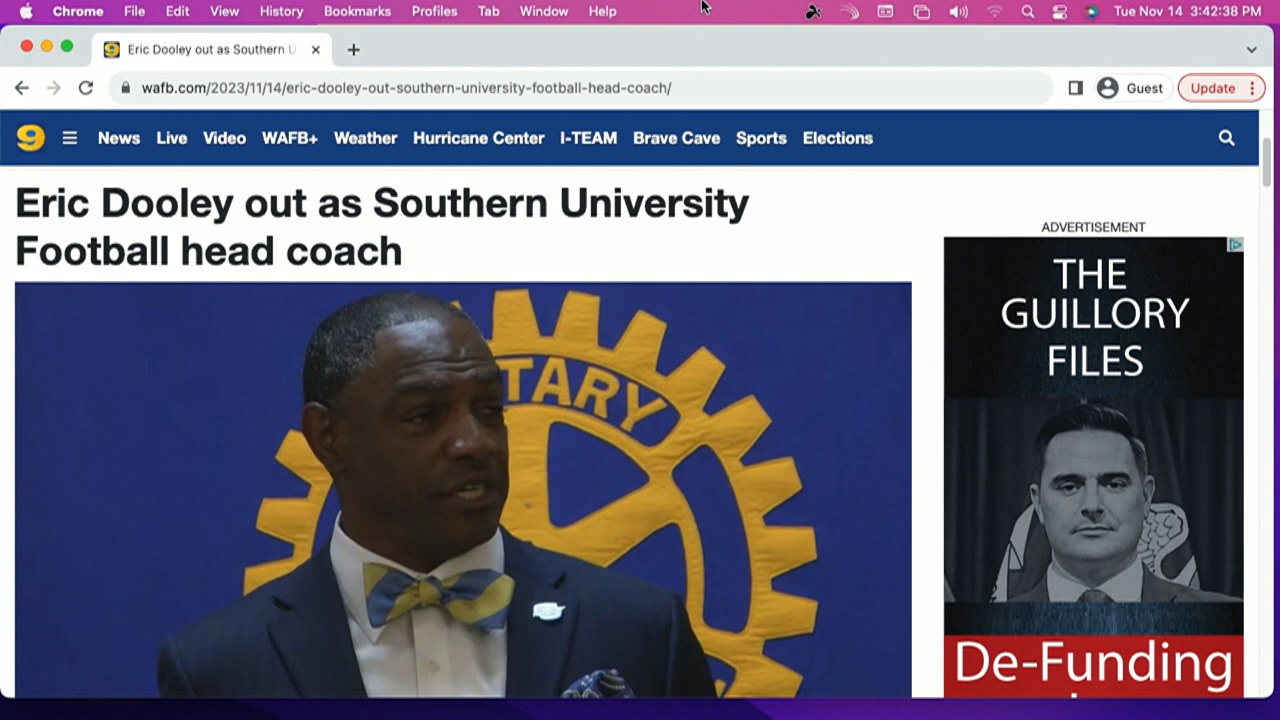 Chrome File Edit View History Bookmarks Profiles Tab Window Help Tue Nov 14 3:42:38 PM
9 Eric Dooley out as Southern U
wafb.com/2023/11/14/eric-dooley-out-southern-university-football-head-coach/ Guest Update
9 News Live Video WAFB+ Weather Hurricane Center I-TEAM Brave Cave Sports Elections
Eric Dooley out as Southern University
Football head coach
TARY
ADVERTISEMENT
THE
GUILLORY
FILES
De-Funding